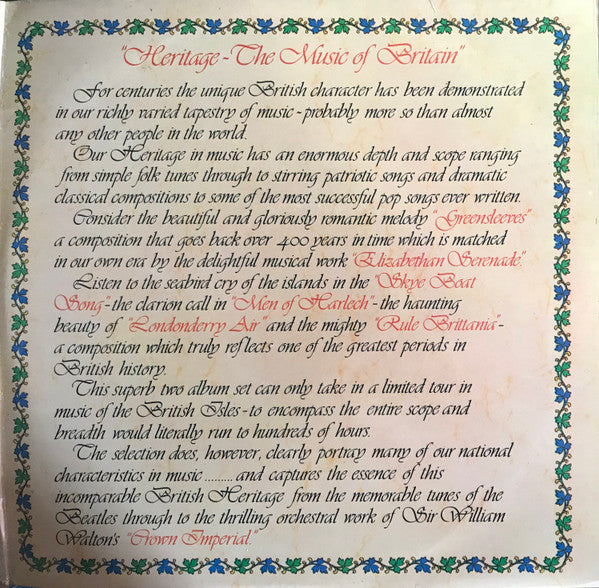 "Heritage - The Music of Britain"
For centuries the unique British character has been demonstrated
in our richly varied tapestry of music - probably more so than almost
any other people in the world.
Our Heritage in music has an enormous depth and scope ranging
from simple folk tunes through to stirring patriotic songs and dramatic
classical compositions to some of the most successful pop songs ever written.
Consider the beautiful and gloriously romantic melody "Greensleeves"
a composition that goes back over 400 years in time which is matched
in our own era by the delightful musical work "Elizabethan Serenade".
Listen to the seabird cry of the islands in the "Skye Boat
Song" - the clarion call in "Men of Harlech" - the haunting
beauty of "Londonderry Air" and the mighty "Rule Brittania" -
a composition which truly reflects one of the greatest periods in
British history.
This superb two album set can only take in a limited tour in
music of the British Isles - to encompass the entire scope and
breadth would literally run to hundreds of hours.
The selection does, however, clearly portray many of our national
characteristics in music ......... and captures the essence of this
incomparable British Heritage from the memorable tunes of the
Beatles through to the thrilling orchestral work of Sir William
Walton's "Crown Imperial."